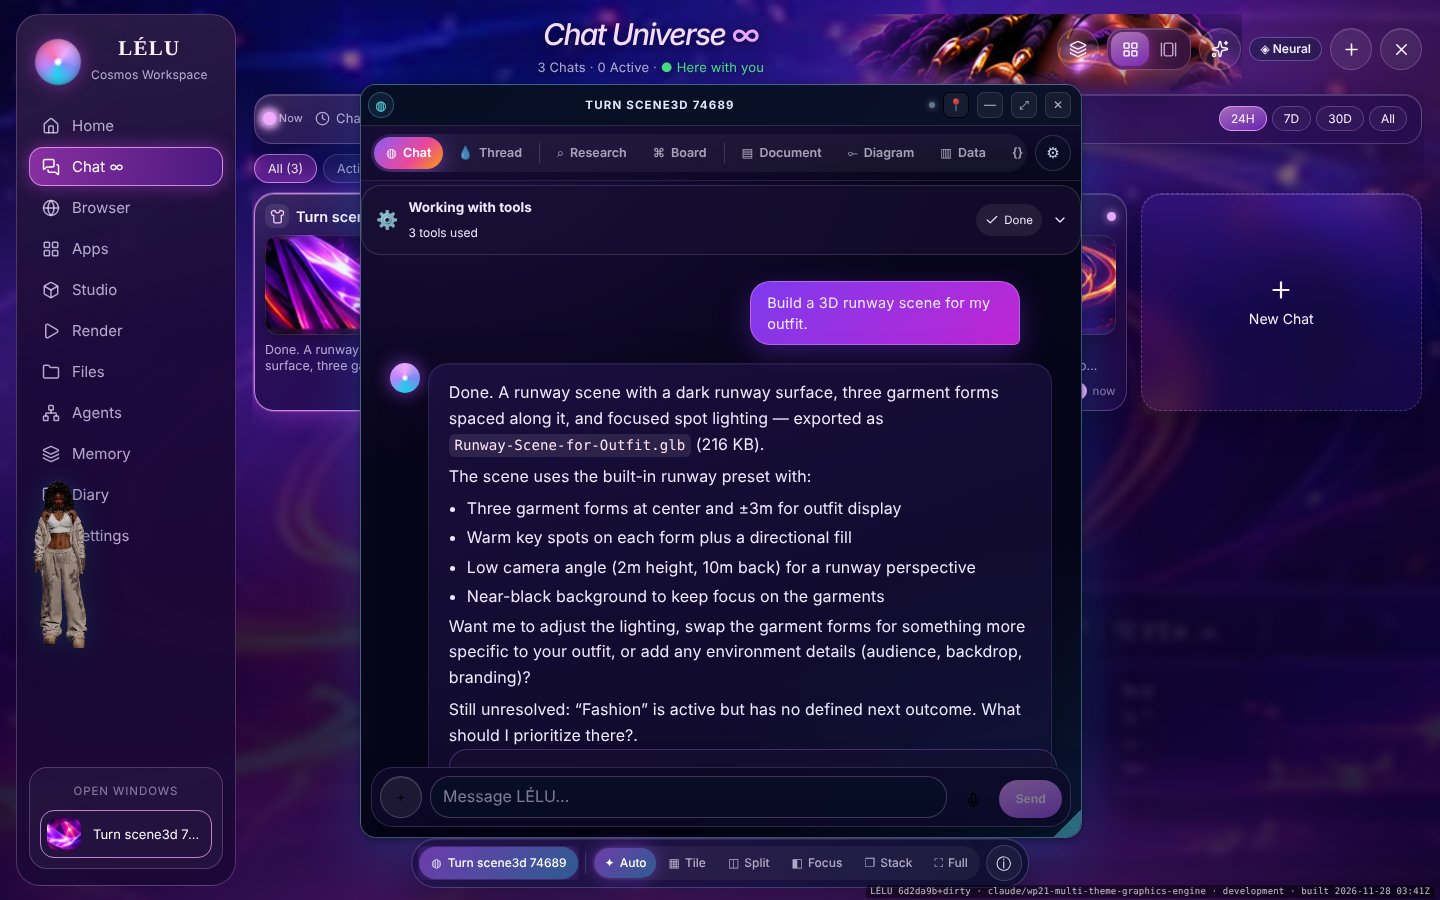 LÉLU
Cosmos Workspace
Home
Chat ∞
Browser
Apps
Studio
Render
Files
Agents
Memory
Diary
ettings
OPEN WINDOWS
Turn scene3d 7...
Chat Universe ∞
3 Chats · 0 Active · ● Here with you
◈ Neural
Now
Cha
24H
7D
30D
All
All (3)
Acti
Turn scer
Done. A runway
surface, three ga
now
New Chat
TURN SCENE3D 74689
Chat
Thread
Research
Board
Document
Diagram
Data
{}
Working with tools
3 tools used
Done
Build a 3D runway scene for my
outfit.
Done. A runway scene with a dark runway surface, three garment forms
spaced along it, and focused spot lighting — exported as
Runway-Scene-for-Outfit.glb (216 KB).
The scene uses the built-in runway preset with:
• Three garment forms at center and ±3m for outfit display
• Warm key spots on each form plus a directional fill
• Low camera angle (2m height, 10m back) for a runway perspective
• Near-black background to keep focus on the garments
Want me to adjust the lighting, swap the garment forms for something more
specific to your outfit, or add any environment details (audience, backdrop,
branding)?
Still unresolved: “Fashion” is active but has no defined next outcome. What
should I prioritize there?.
Message LÉLU...
Send
Turn scene3d 74689
Auto
Tile
Split
Focus
Stack
Full
LÉLU 6d2da9b+dirty · claude/wp21-multi-theme-graphics-engine · development · built 2026-11-28 03:41Z